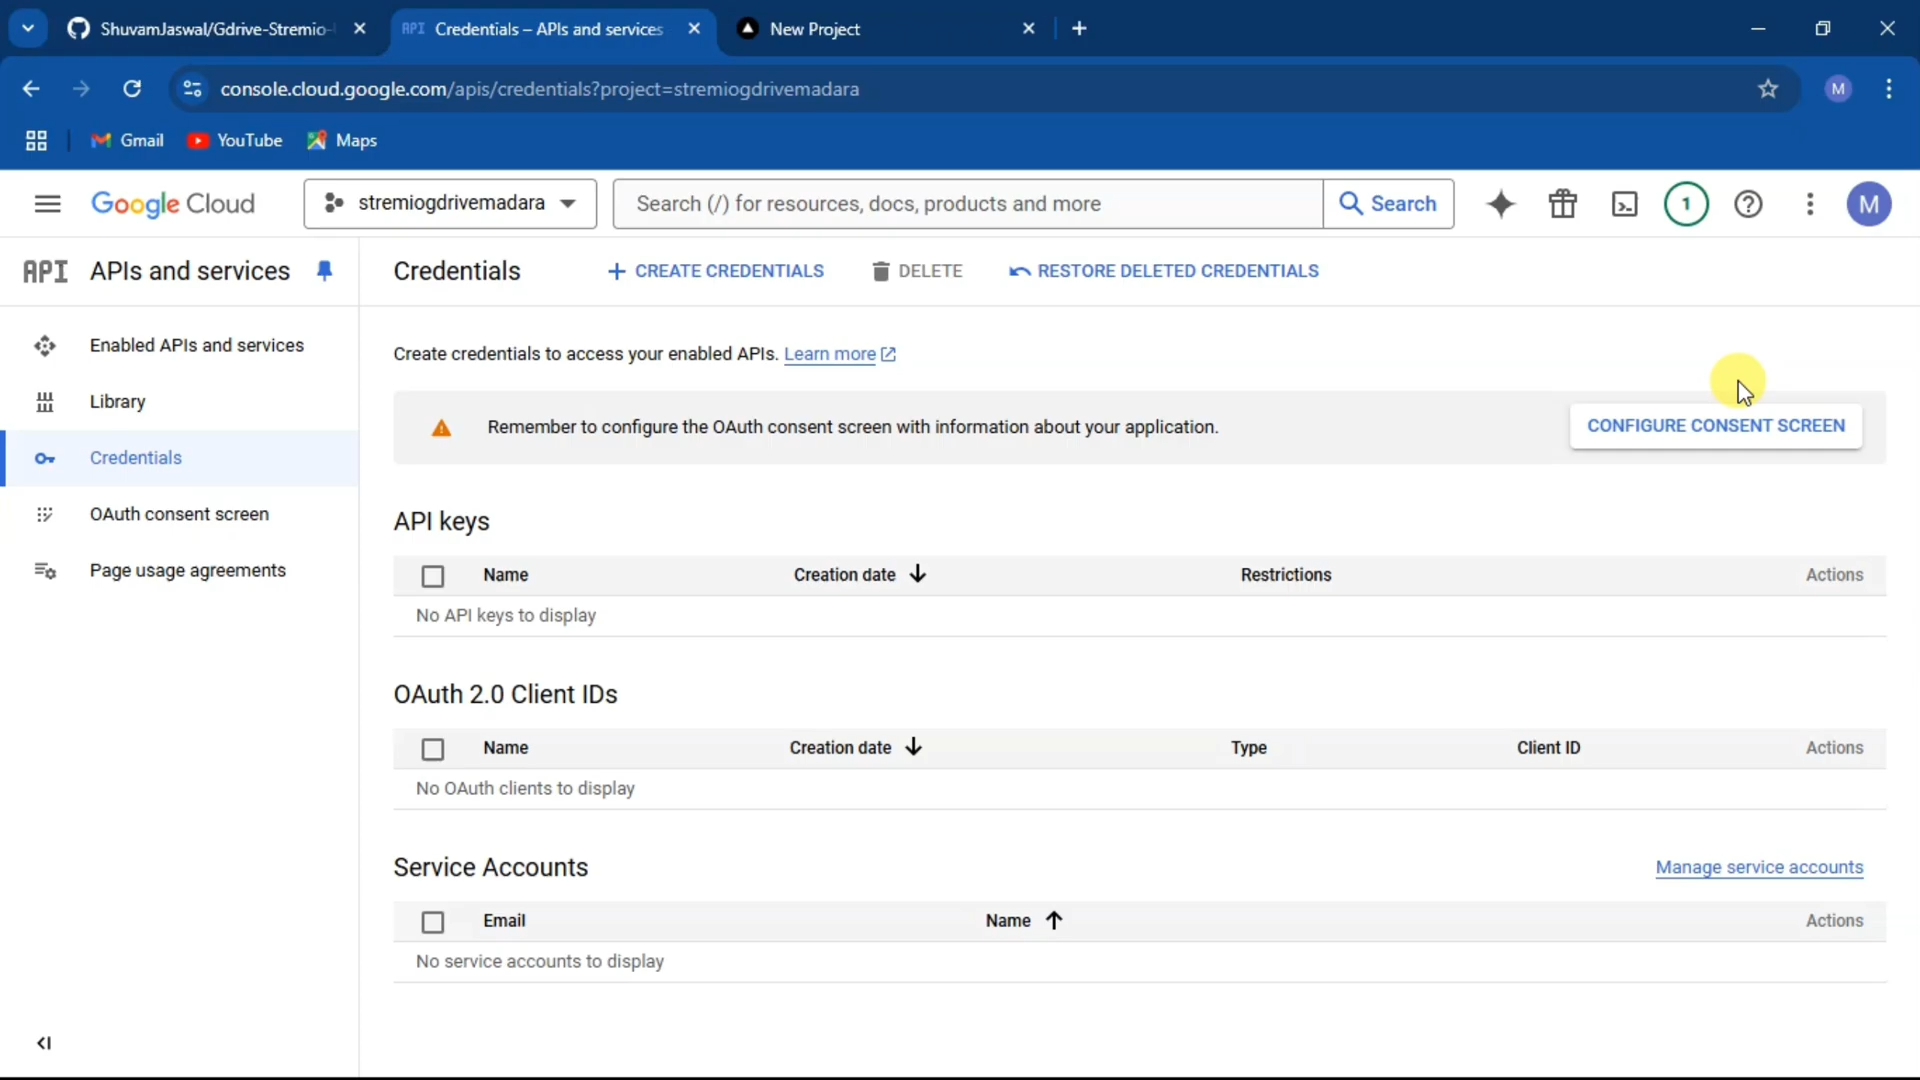 ShuvamJaswal/Gdrive-Stremio-
API Credentials – APIs and services
New Project
console.cloud.google.com/apis/credentials?project=stremiogdrivemadara
M
Gmail
YouTube
Maps
Google Cloud
stremiogdrivemadara
Search (/) for resources, docs, products and more
Search
1
M
API APIs and services
Credentials
CREATE CREDENTIALS
DELETE
RESTORE DELETED CREDENTIALS
Enabled APIs and services
Library
Credentials
OAuth consent screen
Page usage agreements
Create credentials to access your enabled APIs. Learn more
Remember to configure the OAuth consent screen with information about your application.
CONFIGURE CONSENT SCREEN
API keys
Name Creation date Restrictions Actions
No API keys to display
OAuth 2.0 Client IDs
Name Creation date Type Client ID Actions
No OAuth clients to display
Service Accounts
Manage service accounts
Email Name Actions
No service accounts to display